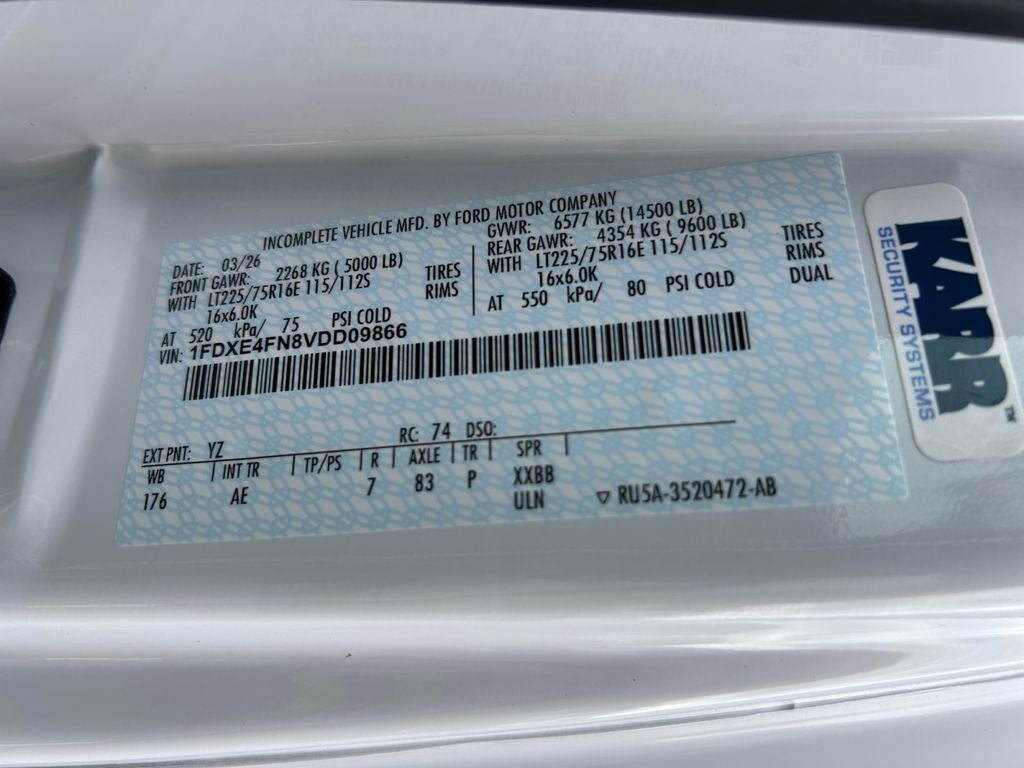 INCOMPLETE VEHICLE MFD. BY FORD MOTOR COMPANY
DATE: 03/26
GVWR: 6577 KG (14500 LB)
FRONT GAWR: 2268 KG ( 5000 LB)
REAR GAWR: 4354 KG ( 9600 LB)
WITH LT225/75R16E 115/112S TIRES
WITH LT225/75R16E 115/112S TIRES
16x6.0K RIMS
16x6.0K RIMS
AT 520 kPa/ 75 PSI COLD
AT 550 kPa/ 80 PSI COLD DUAL
VIN: 1FDXE4FN8VDD09866
EXT PNT: YZ RC: 74 DSO:
WB INT TR TP/PS R AXLE TR SPR
176 AE 7 83 P XXBB
ULN ▽ RU5A-3520472-AB
KARR™
SECURITY SYSTEMS